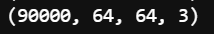 (90000, 64, 64, 3)